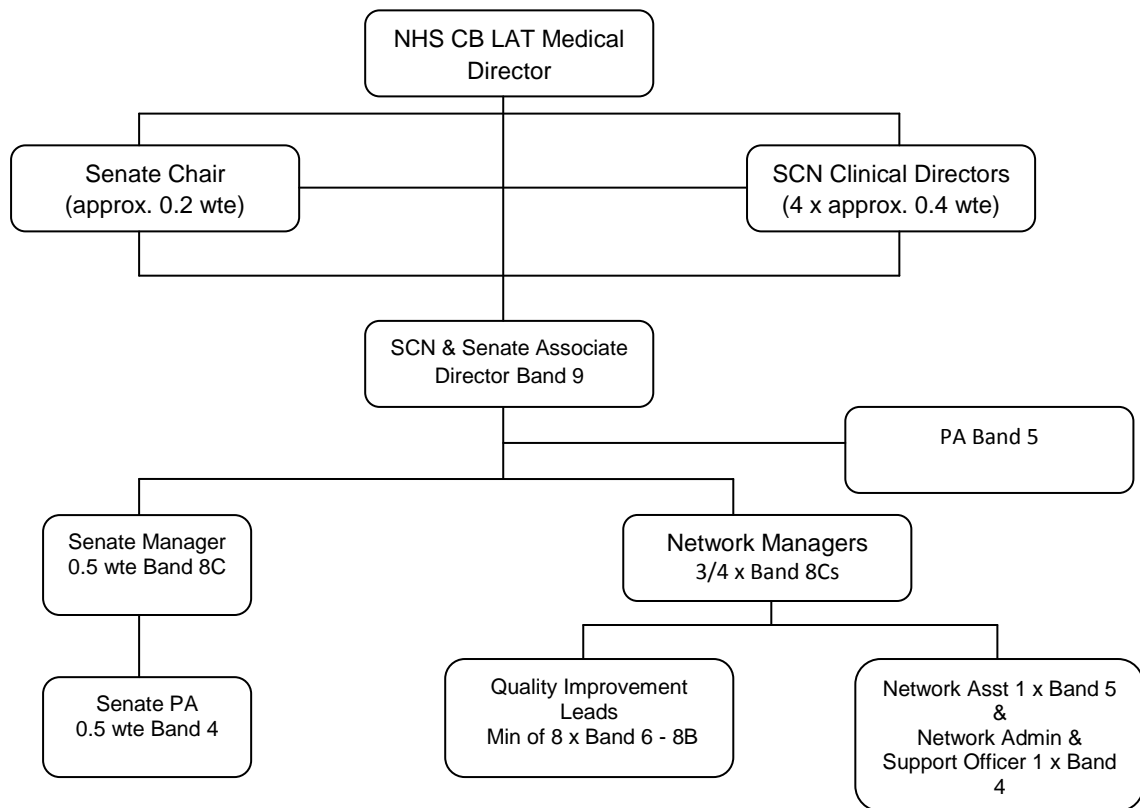 NHS CB LAT Medical
Director
Senate Chair
(approx. 0.2 wte)
SCN Clinical Directors
(4 x approx. 0.4 wte)
SCN & Senate Associate
Director Band 9
PA Band 5
Senate Manager
0.5 wte Band 8C
Network Managers
3/4 x Band 8Cs
Senate PA
0.5 wte Band 4
Quality Improvement
Leads
Min of 8 x Band 6 - 8B
Network Asst 1 x Band 5
&
Network Admin &
Support Officer 1 x Band
4